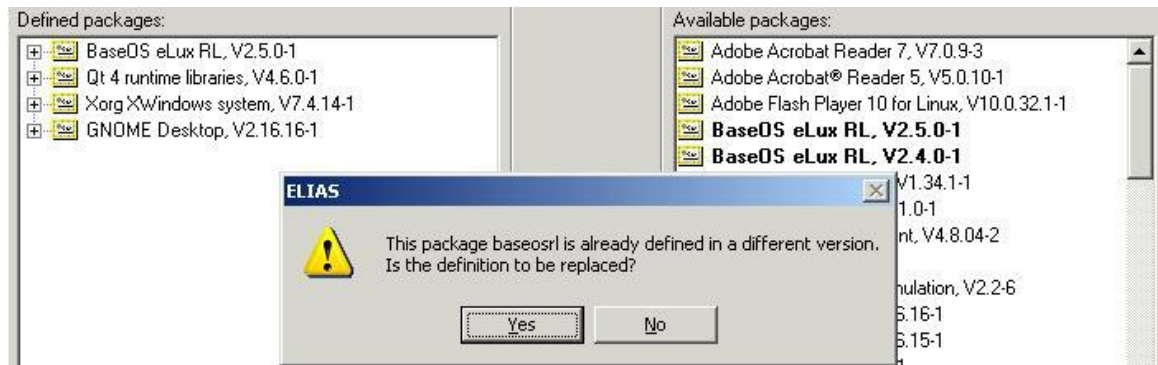 Defined packages:
BaseOS eLux RL, V2.5.0-1
Qt 4 runtime libraries, V4.6.0-1
Xorg XWindows system, V7.4.14-1
GNOME Desktop, V2.16.16-1
Available packages:
Adobe Acrobat Reader 7, V7.0.9-3
Adobe Acrobat® Reader 5, V5.0.10-1
Adobe Flash Player 10 for Linux, V10.0.32.1-1
BaseOS eLux RL, V2.5.0-1
BaseOS eLux RL, V2.4.0-1
V1.34.1-1
1.0-1
nt, V4.8.04-2
nulation, V2.2-6
6.16-1
6.15-1
ELIAS
This package baseosrl is already defined in a different version.
Is the definition to be replaced?
Yes
No